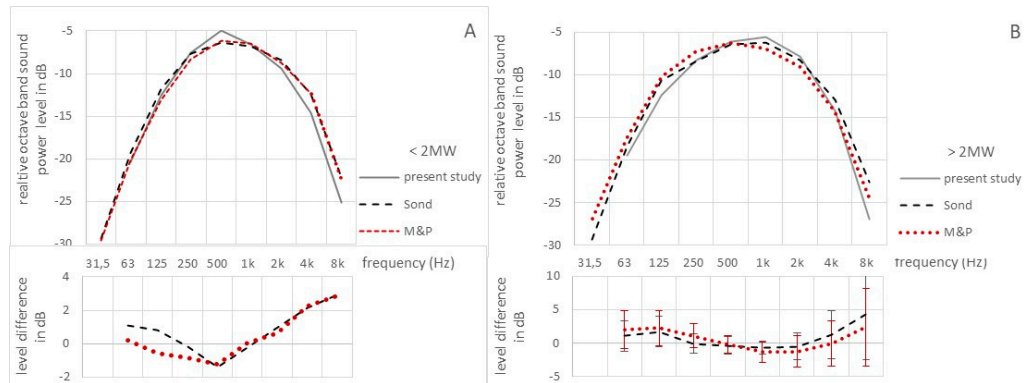 A
-5
-10
-15
-20
-25
-30
realtive octave band sound
power level in dB
< 2MW
present study
Sond
M&P
31,5 63 125 250 500 1k 2k 4k 8k frequency (Hz)
4
2
0
-2
level difference
in dB
B
-5
-10
-15
-20
-25
-30
relative octave band sound
power level in dB
> 2MW
present study
Sond
M&P
31,5 63 125 250 500 1k 2k 4k 8k frequency (Hz)
10
5
0
-5
level difference
in dB